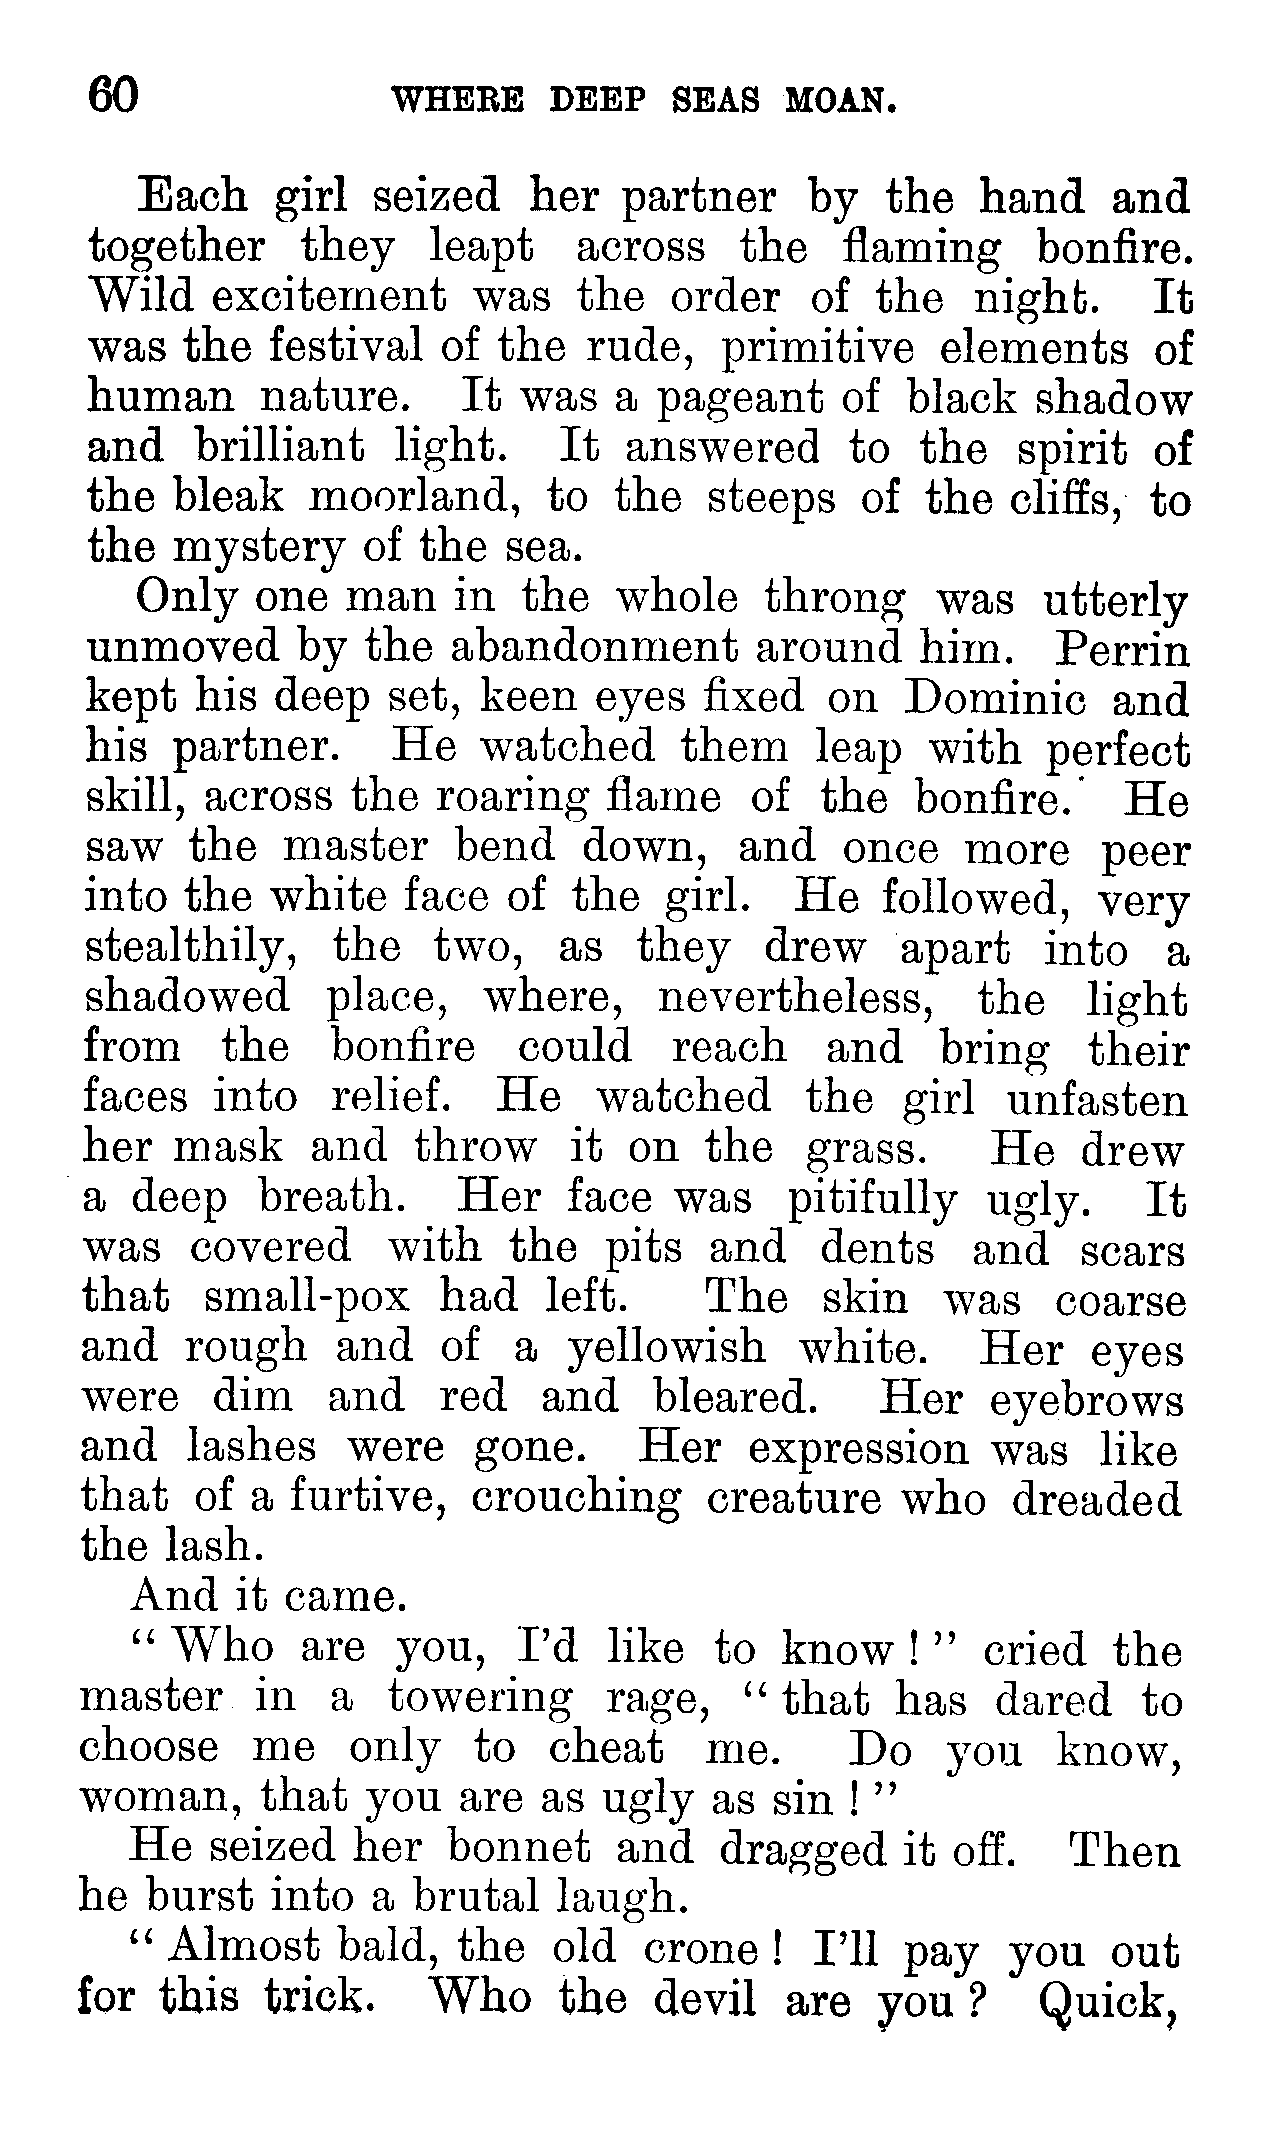 60 WHERE DEEP SEAS MOAN.
Each girl seized her partner by the hand and
together they leapt across the flaming bonfire.
Wild excitement was the order of the night. It
was the festival of the rude, primitive elements of
human nature. It was a pageant of black shadow
and brilliant light. It answered to the spirit of
the bleak moorland, to the steeps of the cliffs, to
the mystery of the sea.
Only one man in the whole throng was utterly
unmoved by the abandonment around him. Perrin
kept his deep set, keen eyes fixed on Dominic and
his partner. He watched them leap with perfect
skill, across the roaring flame of the bonfire. He
saw the master bend down, and once more peer
into the white face of the girl. He followed, very
stealthily, the two, as they drew apart into a
shadowed place, where, nevertheless, the light
from the bonfire could reach and bring their
faces into relief. He watched the girl unfasten
her mask and throw it on the grass. He drew
a deep breath. Her face was pitifully ugly. It
was covered with the pits and dents and scars
that small-pox had left. The skin was coarse
and rough and of a yellowish white. Her eyes
were dim and red and bleared. Her eyebrows
and lashes were gone. Her expression was like
that of a furtive, crouching creature who dreaded
the lash.
And it came.
“ Who are you, I’d like to know ! ” cried the
master in a towering rage, “ that has dared to
choose me only to cheat me. Do you know,
woman, that you are as ugly as sin ! ”
He seized her bonnet and dragged it off. Then
he burst into a brutal laugh.
“ Almost bald, the old crone ! I’ll pay you out
for this trick. Who the devil are you ? Quick,